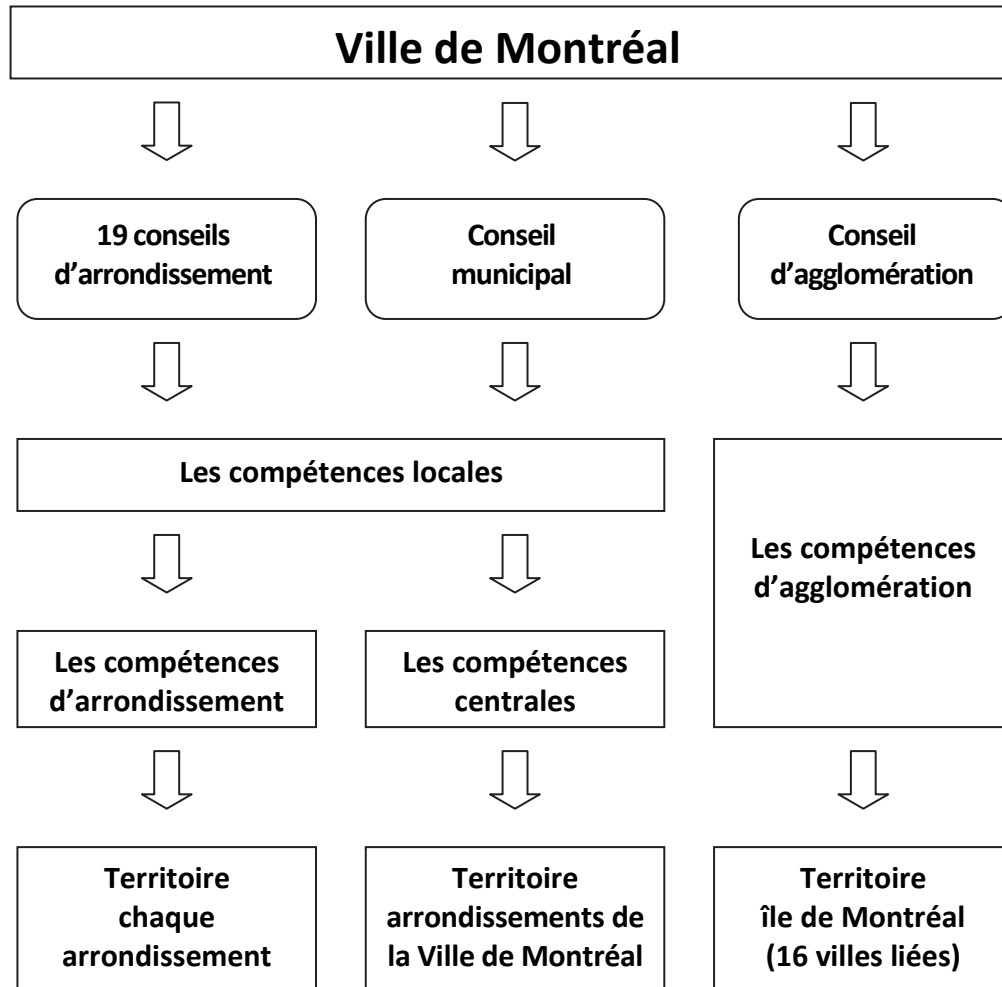 Ville de Montréal
19 conseils
d’arrondissement
Conseil
municipal
Conseil
d’agglomération
Les compétences locales
Les compétences
d’agglomération
Les compétences
d’arrondissement
Les compétences
centrales
Territoire
chaque
arrondissement
Territoire
arrondissements de
la Ville de Montréal
Territoire
île de Montréal
(16 villes liées)